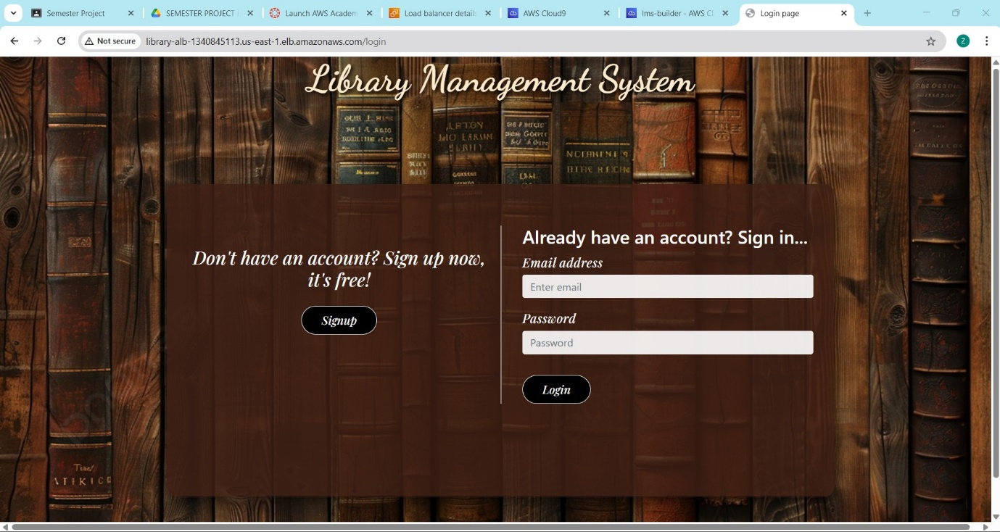 Semester Project
SEMESTER PROJECT
Launch AWS Academ
Load balancer details
AWS Cloud9
lms-builder - AWS Cl
Login page
Not secure
library-alb-1340845113.us-east-1.elb.amazonaws.com/login
Z
Library Management System
Don't have an account? Sign up now,
it's free!
Signup
Already have an account? Sign in...
Email address
Enter email
Password
Password
Login